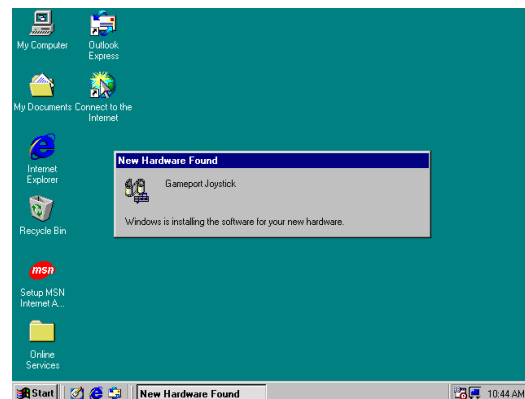 My Computer
Outlook
Express
My Documents
Connect to the
Internet
Internet
Explorer
Recycle Bin
msn
Setup MSN
Internet A...
Online
Services
New Hardware Found
Gameport Joystick
Windows is installing the software for your new hardware.
Start
New Hardware Found
10:44 AM